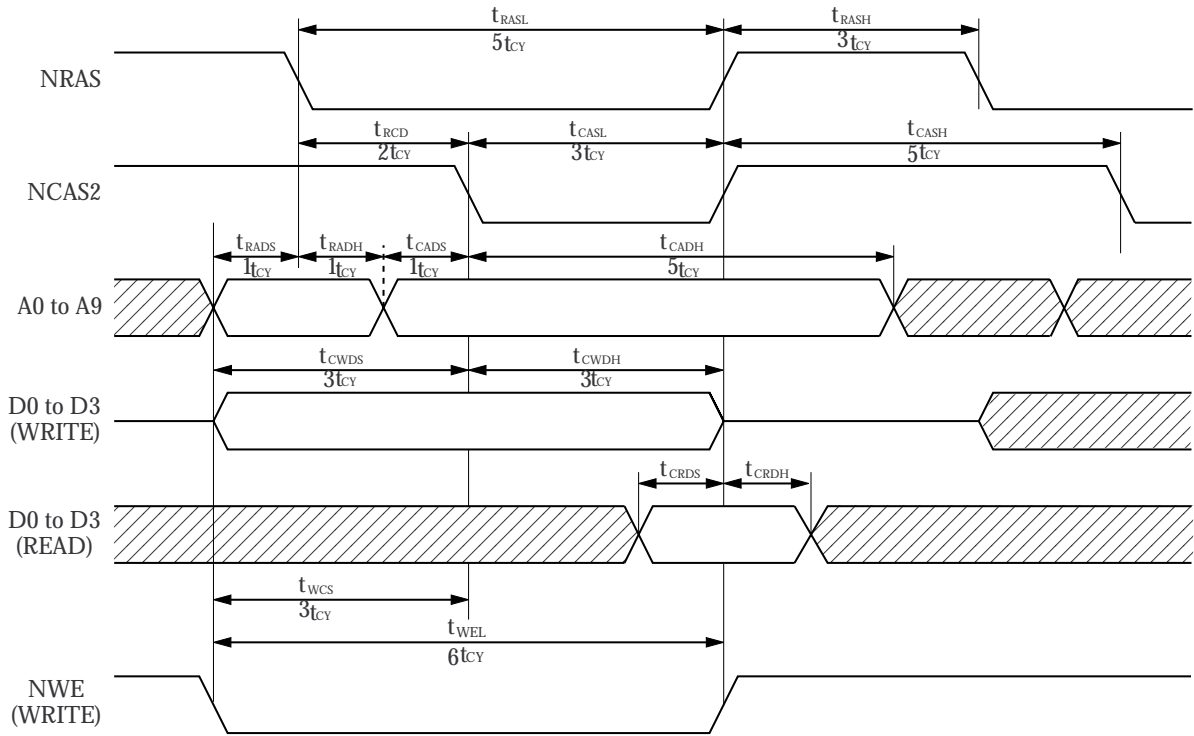 tRASL
tRASH
5tCY
3tCY
NRAS
tRCD
tCASL
tCASH
2tCY
3tCY
5tCY
NCAS2
tRADS
tRADH
tCADS
tCADH
1tCY
1tCY
1tCY
5tCY
A0 to A9
tCWDS
tCWDH
3tCY
3tCY
D0 to D3
(WRITE)
tCRDS
tCRDH
D0 to D3
(READ)
tWCS
3tCY
tWEL
6tCY
NWE
(WRITE)